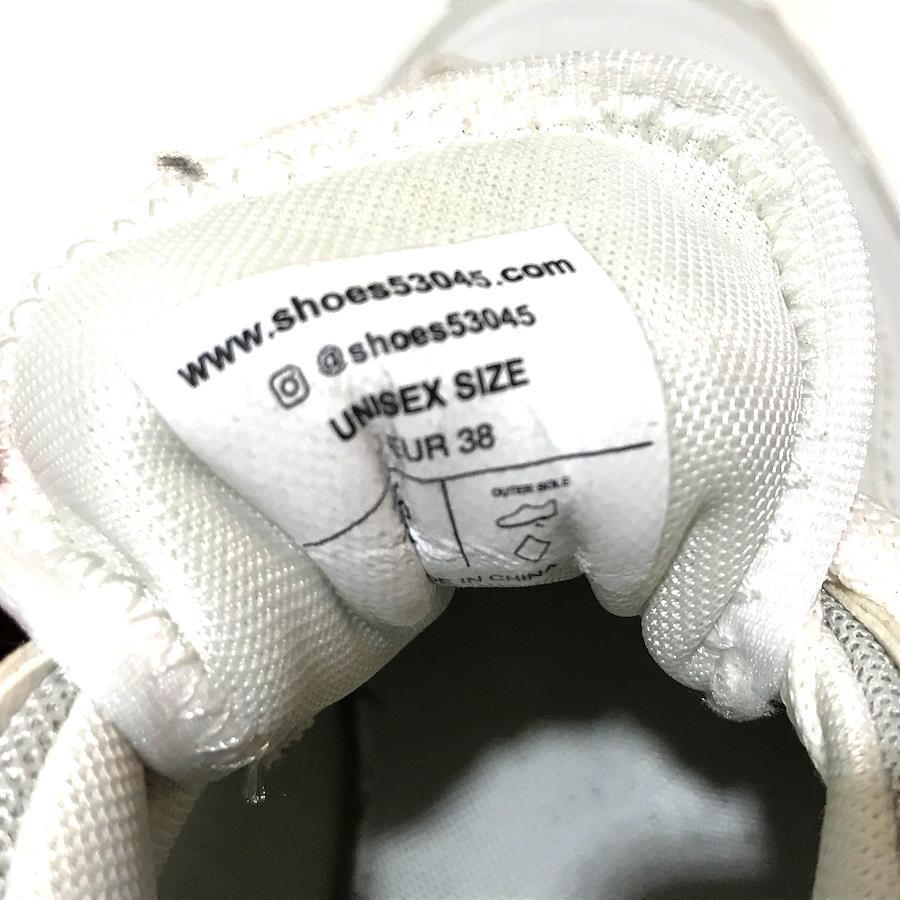 www.shoes53045.com
@shoes53045
UNISEX SIZE
EUR 38
OUTER SOLE
IN CHINA